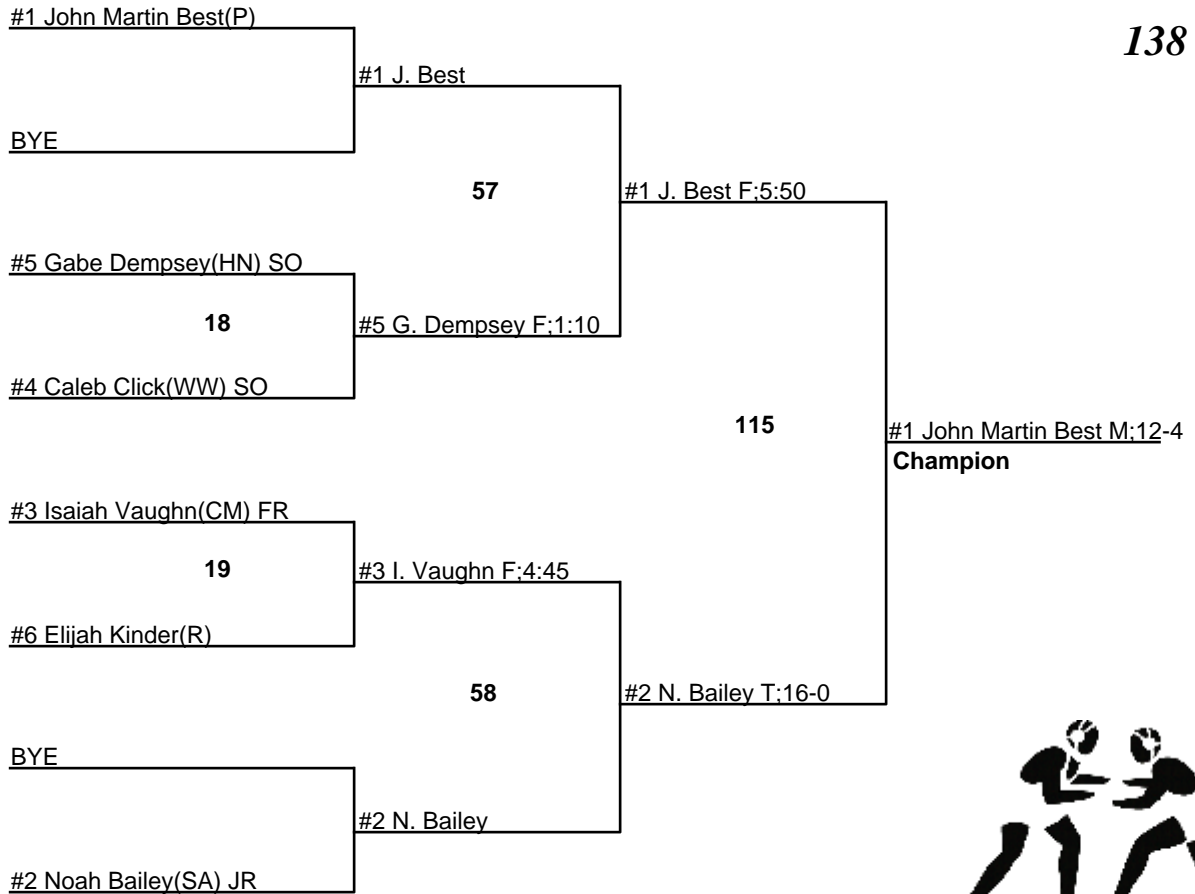 #1 John Martin Best(P)
138
#1 J. Best
BYE
57
#1 J. Best F;5:50
#5 Gabe Dempsey(HN) SO
18
#5 G. Dempsey F;1:10
#4 Caleb Click(WW) SO
115
#1 John Martin Best M;12-4
Champion
#3 Isaiah Vaughn(CM) FR
19
#3 I. Vaughn F;4:45
#6 Elijah Kinder(R)
58
#2 N. Bailey T;16-0
BYE
#2 N. Bailey
#2 Noah Bailey(SA) JR